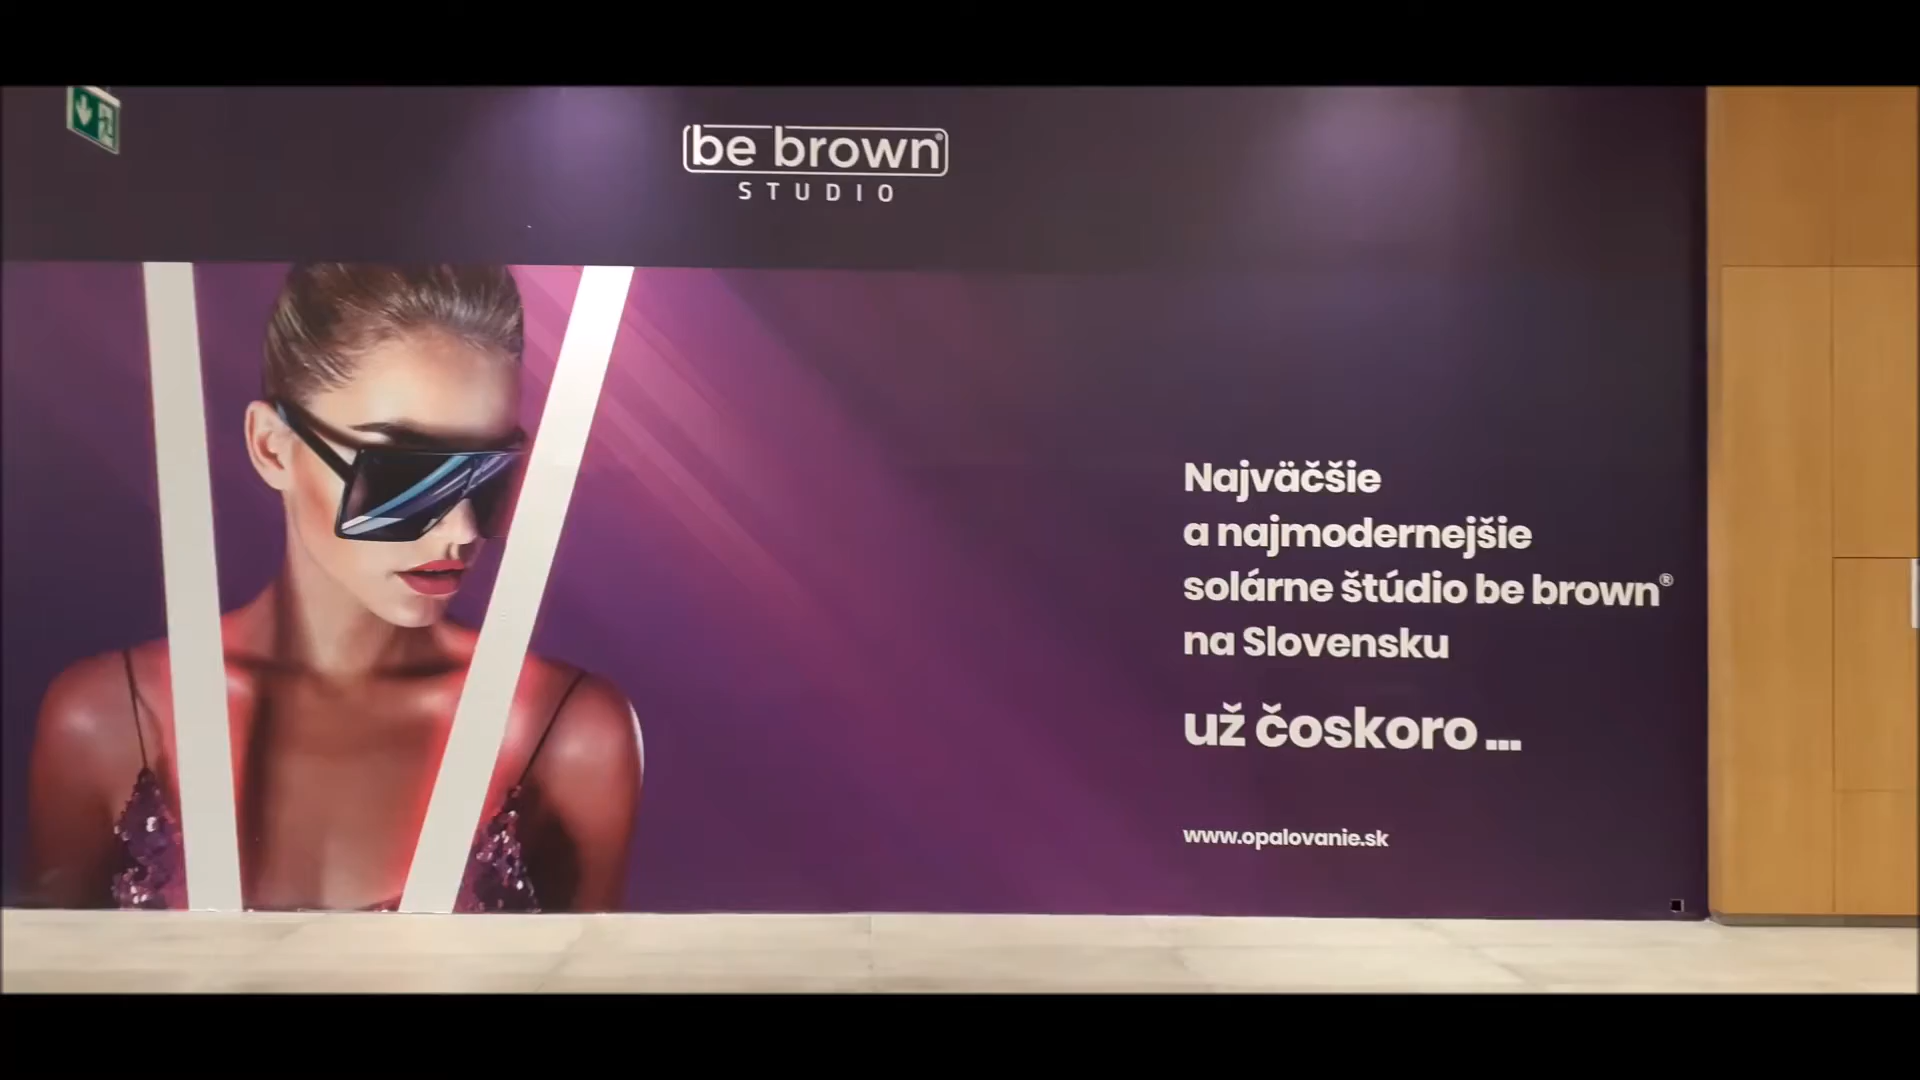 be brown®
STUDIO
Najväčšie
a najmodernejšie
solárne štúdio be brown®
na Slovensku
už čoskoro ...
www.opalovanie.sk